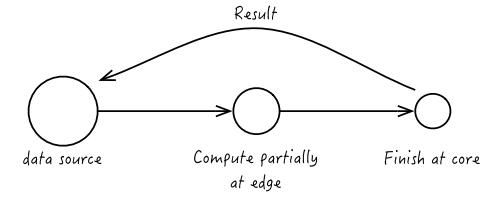 Result
data source
Compute partially
at edge
Finish at core